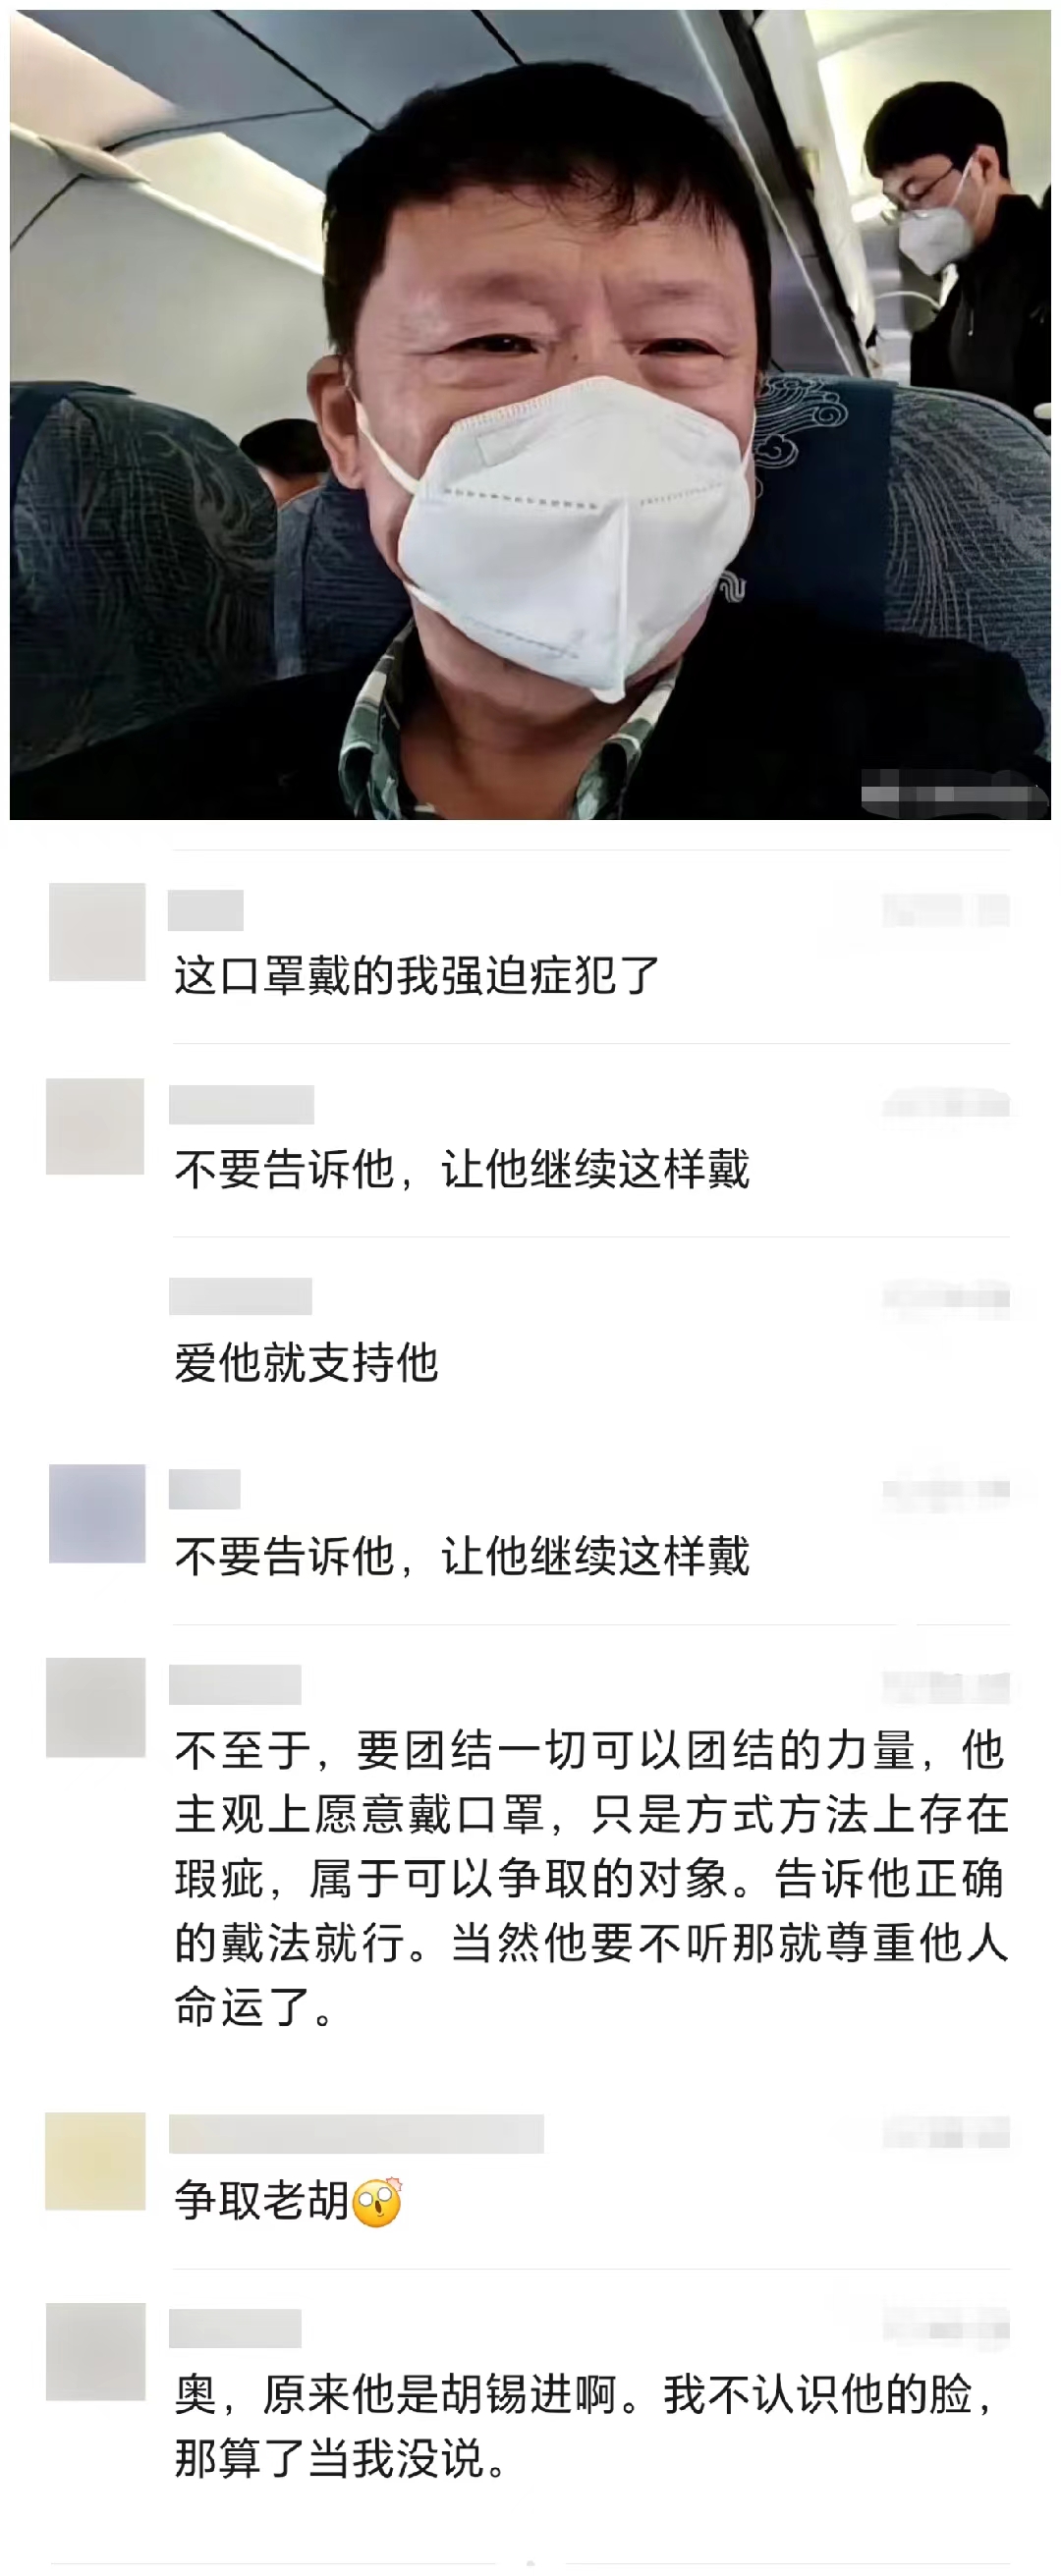 这口罩戴的我强迫症犯了
不要告诉他，让他继续这样戴
爱他就支持他
不要告诉他，让他继续这样戴
不至于，要团结一切可以团结的力量，他
主观上愿意戴口罩，只是方式方法上存在
瑕疵，属于可以争取的对象。告诉他正确
的戴法就行。当然他要不听那就尊重他人
命运了。
争取老胡😲
奥，原来他是胡锡进啊。我不认识他的脸，
那算了当我没说。